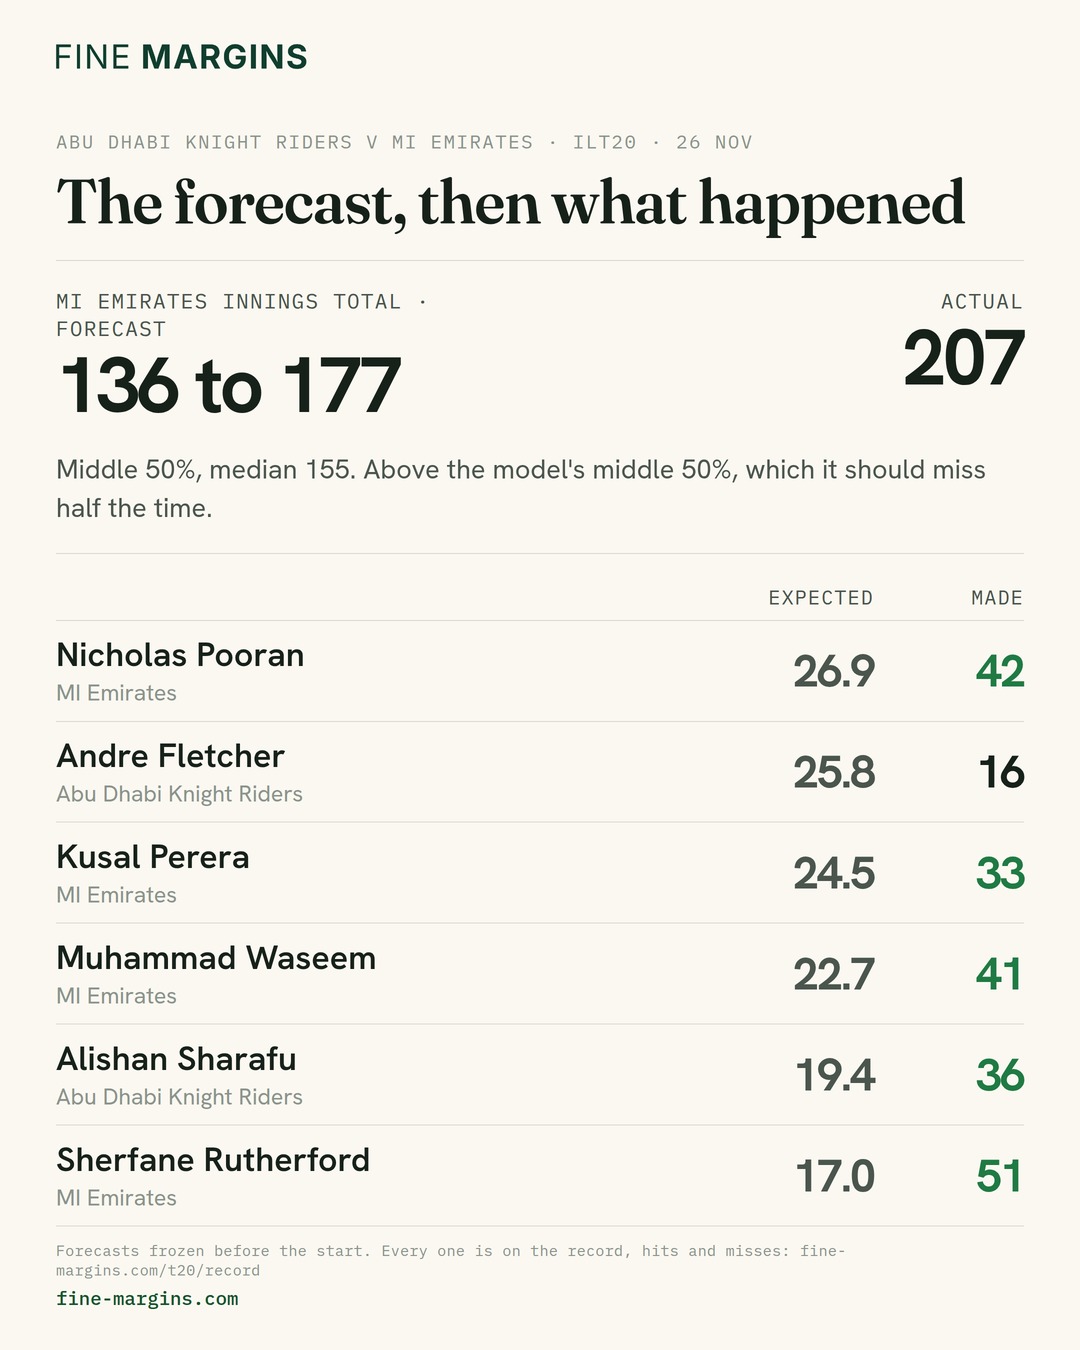 FINE MARGINS
ABU DHABI KNIGHT RIDERS V MI EMIRATES · ILT20 · 26 NOV
The forecast, then what happened
MI EMIRATES INNINGS TOTAL ·
FORECAST
136 to 177
ACTUAL
207
Middle 50%, median 155. Above the model's middle 50%, which it should miss
half the time.
EXPECTED MADE
Nicholas Pooran
MI Emirates
26.9 42
Andre Fletcher
Abu Dhabi Knight Riders
25.8 16
Kusal Perera
MI Emirates
24.5 33
Muhammad Waseem
MI Emirates
22.7 41
Alishan Sharafu
Abu Dhabi Knight Riders
19.4 36
Sherfane Rutherford
MI Emirates
17.0 51
Forecasts frozen before the start. Every one is on the record, hits and misses: fine-
margins.com/t20/record
fine-margins.com